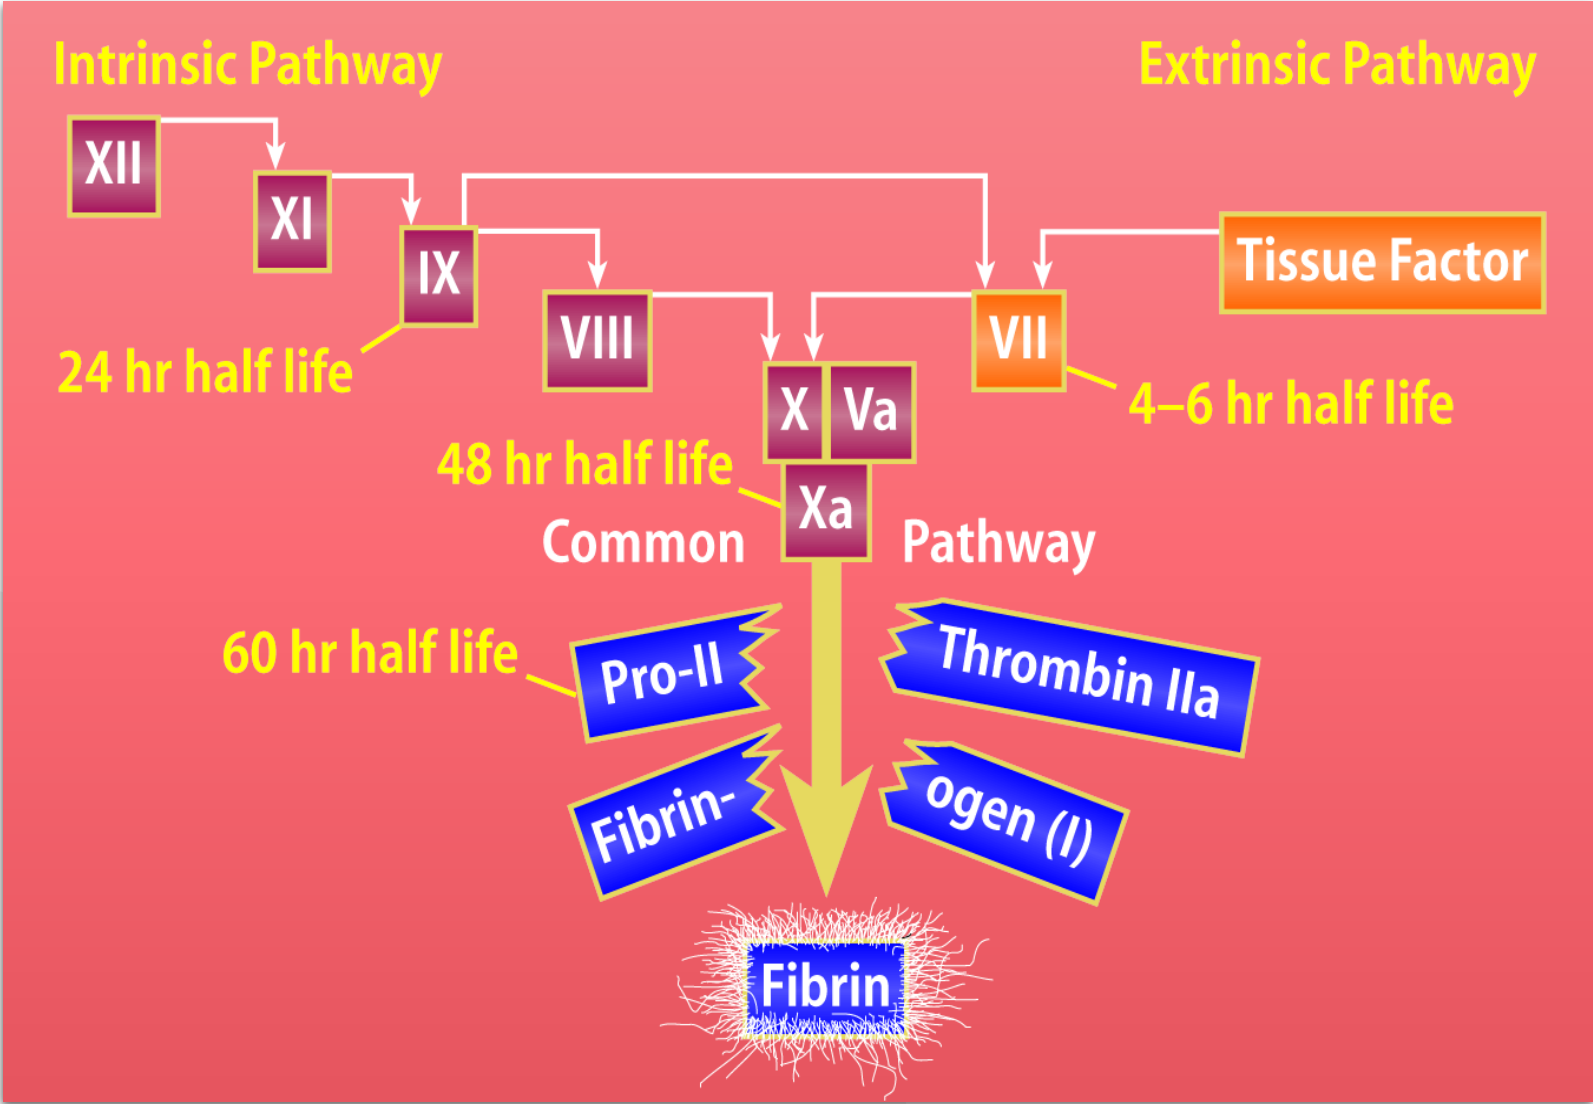 Intrinsic Pathway
Extrinsic Pathway
XII
XI
IX
Tissue Factor
VIII
VII
24 hr half life
X
Va
4–6 hr half life
48 hr half life
Xa
Common
Pathway
60 hr half life
Pro-II
Thrombin IIa
Fibrin-
ogen (I)
Fibrin